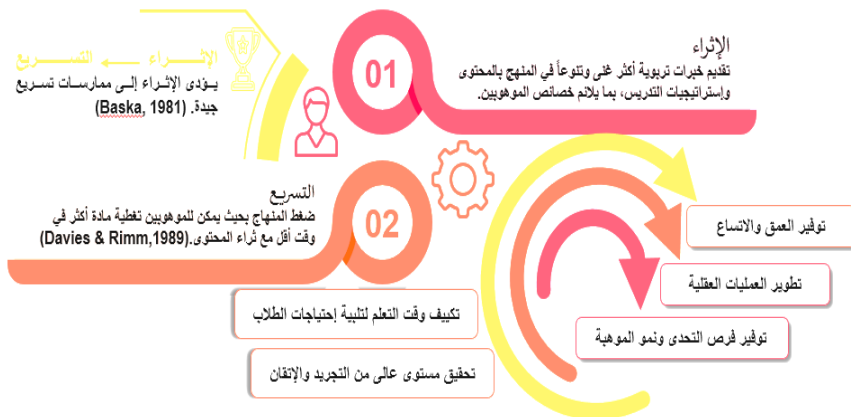 الإثراء
تقديم خبرات تربوية أكثر غنى وتنوعاً في المنهج بالمحتوى
وإستراتيجيات التدريس، بما يلائم خصائص الموهوبين.
01
الإثراء ← التسريع
يؤدى الإثراء إلى ممارسات تسريع
جيدة. (Baska, 1981)
التسريع
ضغط المنهاج بحيث يمكن للموهوبين تغطية مادة أكثر في
وقت أقل مع ثراء المحتوى.(Davies & Rimm,1989)
02
توفير العمق والاتساع
تطوير العمليات العقلية
توفير فرص التحدى ونمو الموهبة
تكييف وقت التعلم لتلبية إحتياجات الطلاب
تحقيق مستوى عالى من التجريد والإتقان